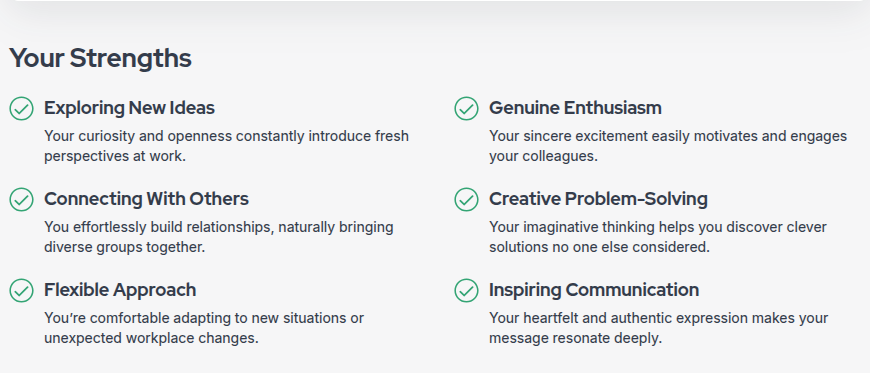 Your Strengths
Exploring New Ideas
Your curiosity and openness constantly introduce fresh
perspectives at work.
Genuine Enthusiasm
Your sincere excitement easily motivates and engages
your colleagues.
Connecting With Others
You effortlessly build relationships, naturally bringing
diverse groups together.
Creative Problem-Solving
Your imaginative thinking helps you discover clever
solutions no one else considered.
Flexible Approach
You’re comfortable adapting to new situations or
unexpected workplace changes.
Inspiring Communication
Your heartfelt and authentic expression makes your
message resonate deeply.